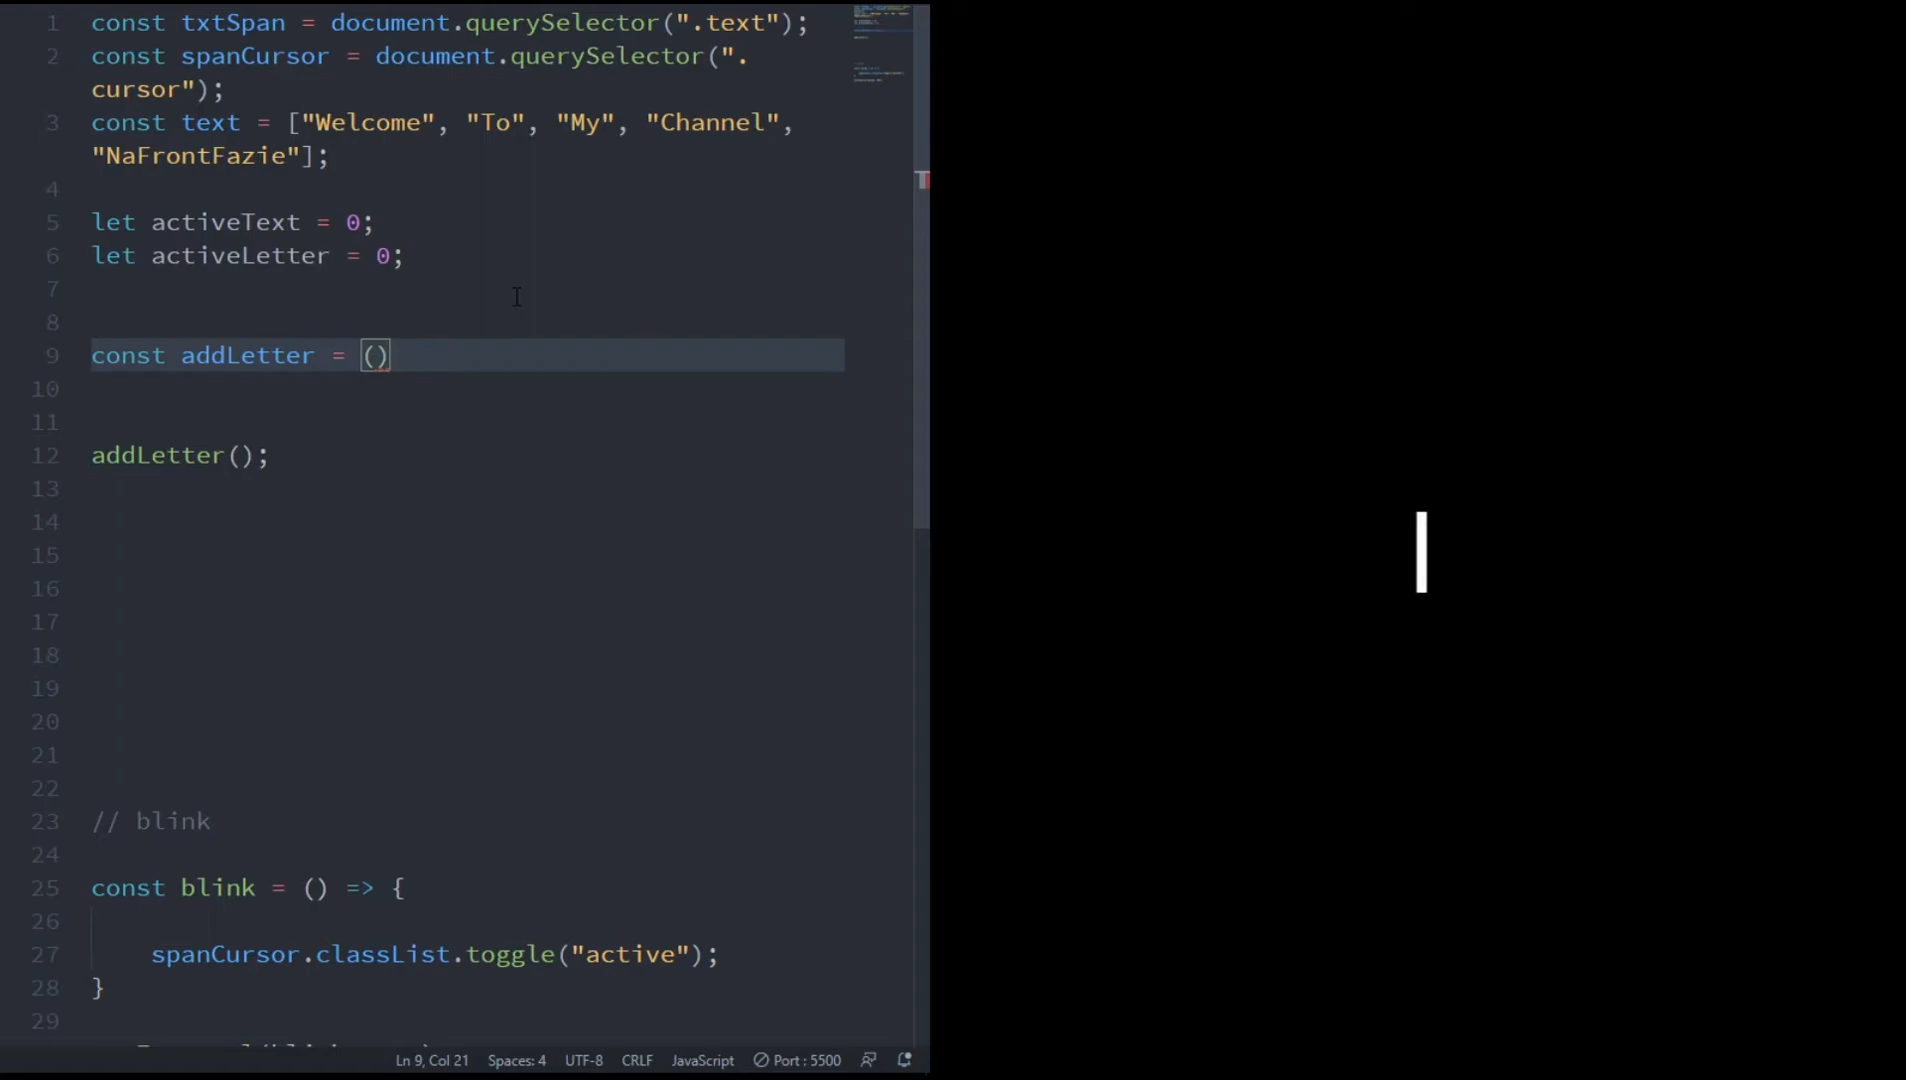 1 const txtSpan = document.querySelector(".text");
2 const spanCursor = document.querySelector(".
cursor");
3 const text = ["Welcome", "To", "My", "Channel",
"NaFrontFazie"];
4
5 let activeText = 0;
6 let activeLetter = 0;
7
8
9 const addLetter = ()
10
11
12 addLetter();
13
14
15
16
17
18
19
20
21
22
23 // blink
24
25 const blink = () => {
26
27 spanCursor.classList.toggle("active");
28 }
29
Ln 9, Col 21 Spaces: 4 UTF-8 CRLF JavaScript Port : 5500